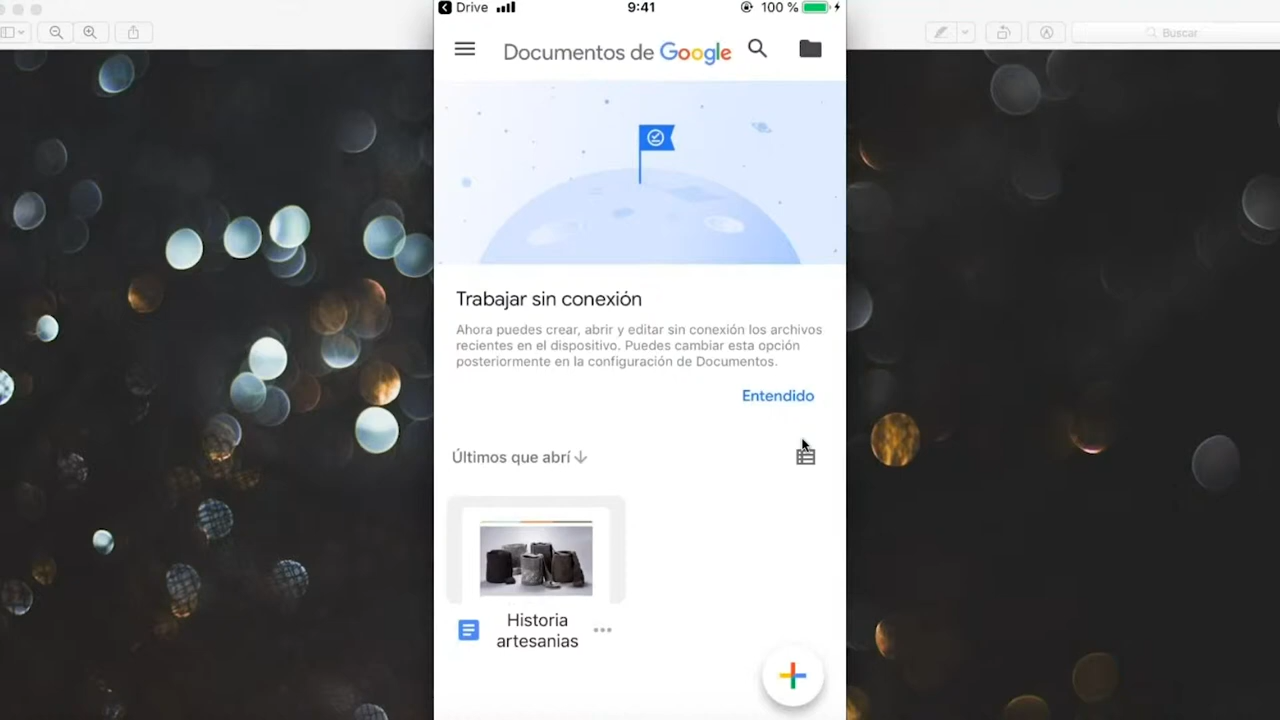 Drive 9:41 100 %
Documentos de Google
Buscar
Trabajar sin conexión
Ahora puedes crear, abrir y editar sin conexión los archivos
recientes en el dispositivo. Puedes cambiar esta opción
posteriormente en la configuración de Documentos.
Entendido
Últimos que abrí
Historia
artesanias